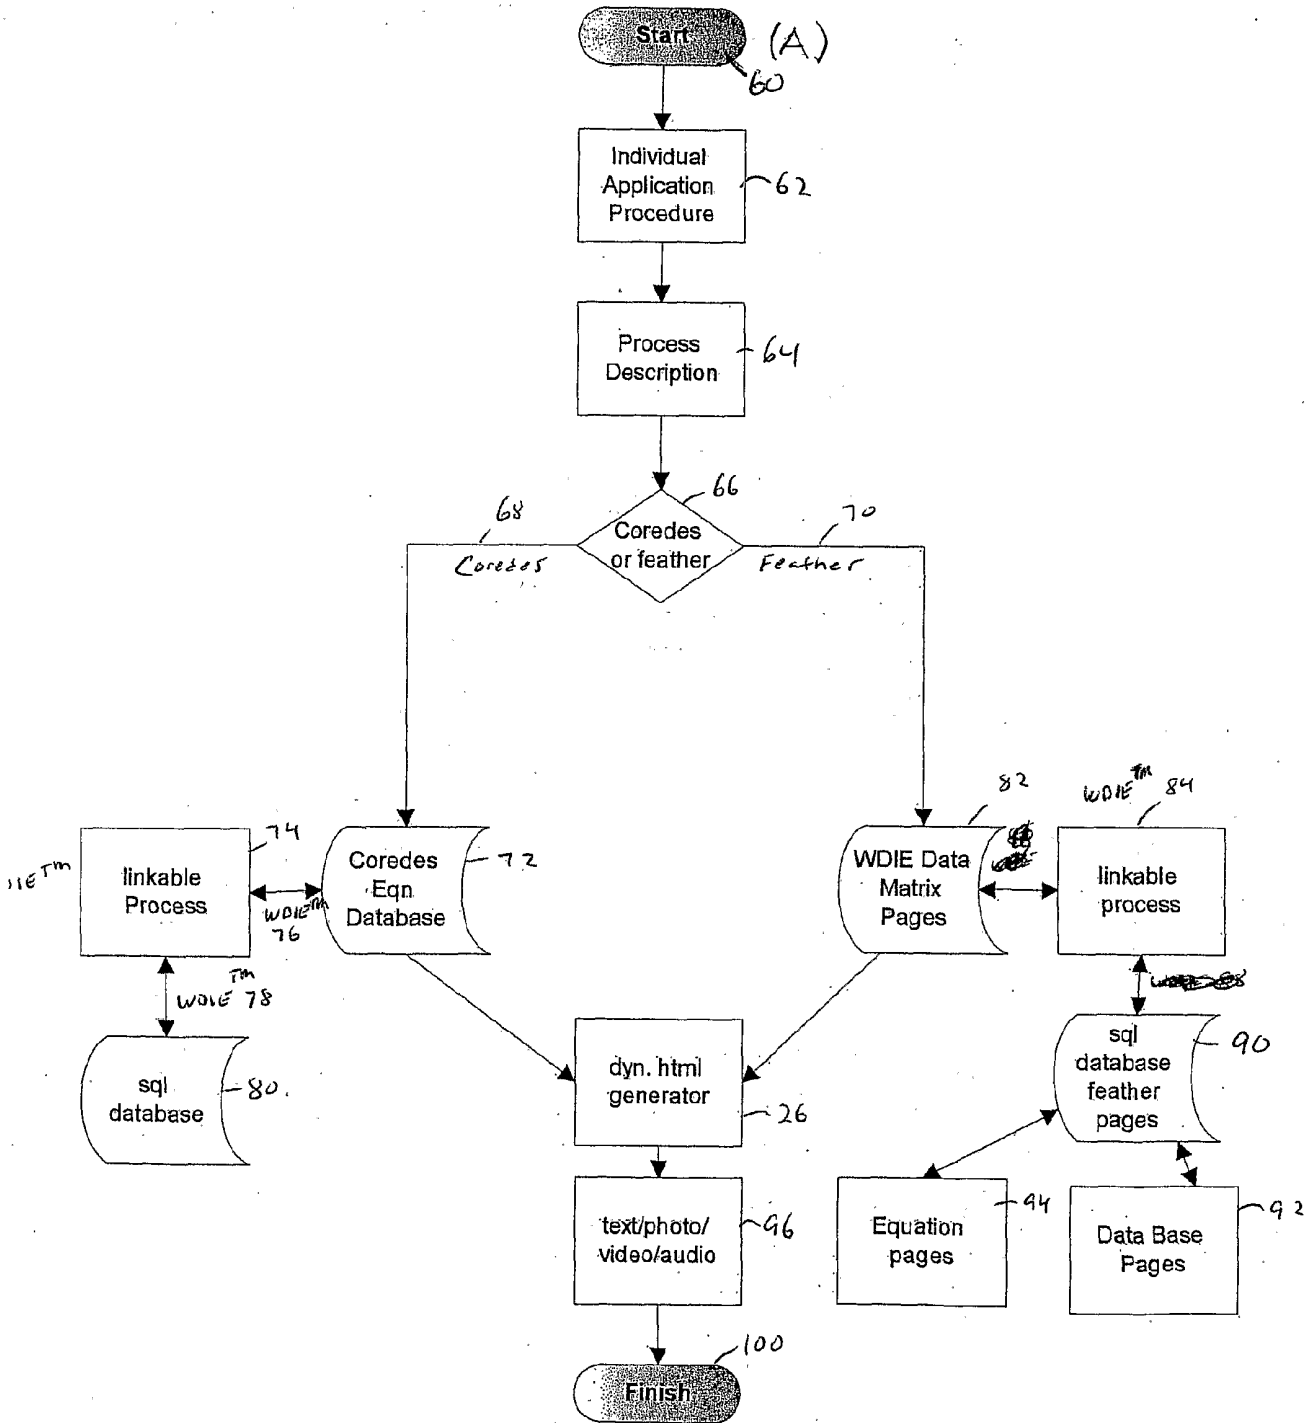 Start (A)
60
Individual
Application
Procedure
62
Process
Description
64
66
68
70
Coredes
or feather
Coredes
Feather
82
WDIE™ 84
74
linkable
Process
WDIE™
76
Coredes
Eqn
Database
72
WDIE Data
Matrix
Pages
linkable
process
WDIE™ 78
sql
database
80.
dyn. html
generator
26
sql
database
feather
pages
90
text/photo/
video/audio
96
Equation
pages
94
Data Base
Pages
92
100
Finish